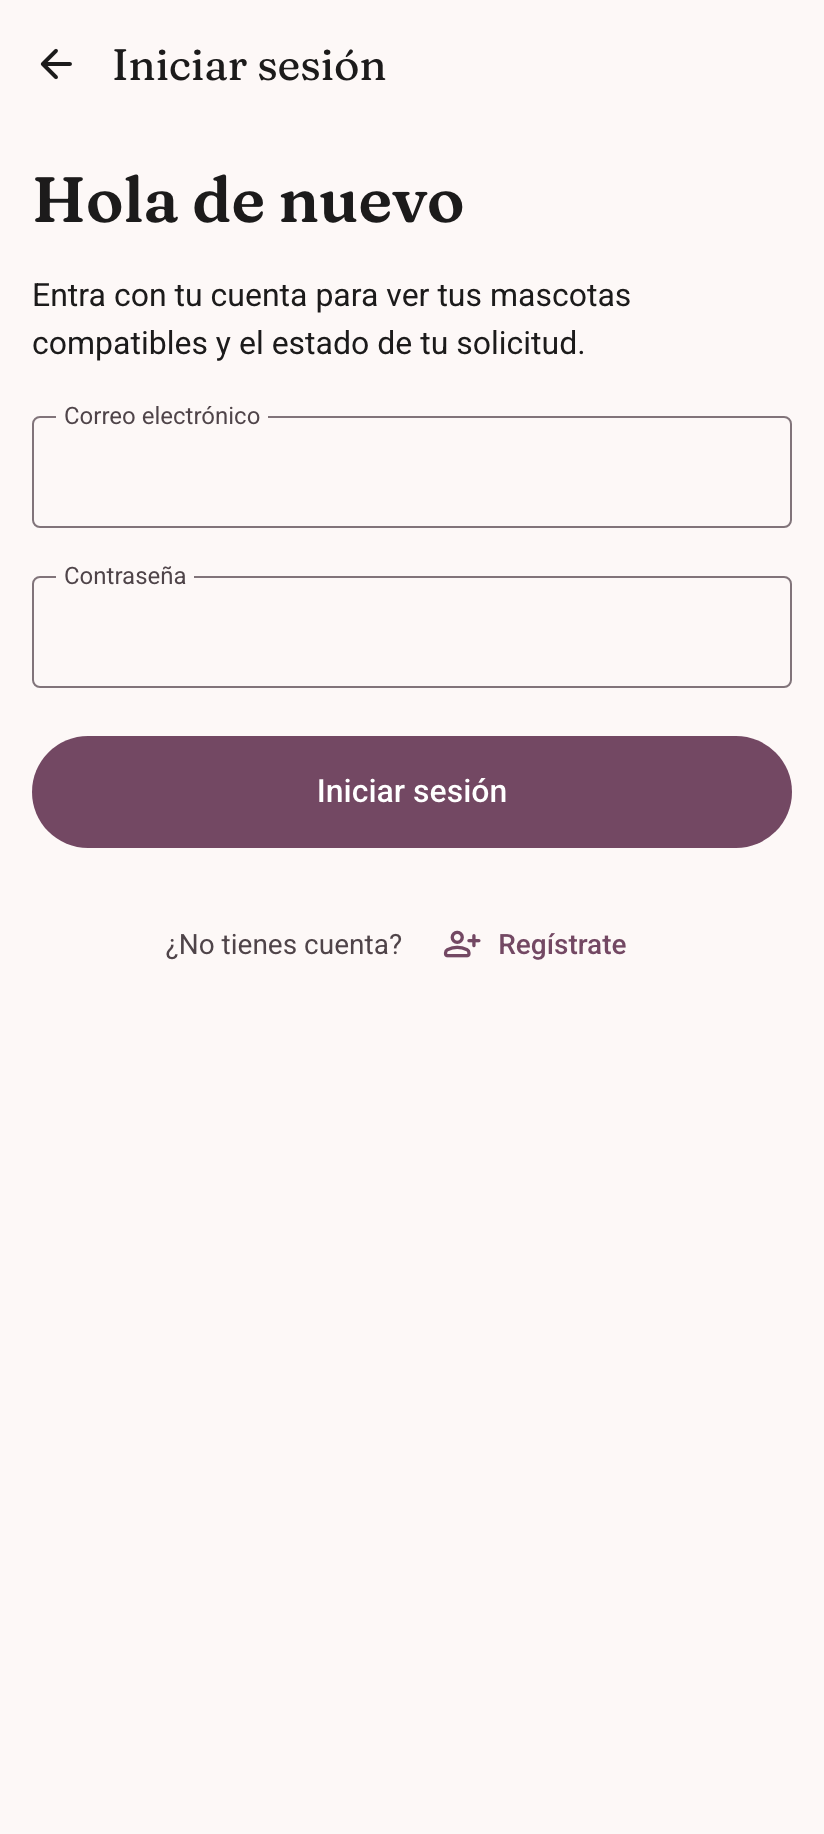 Iniciar sesión
Hola de nuevo
Entra con tu cuenta para ver tus mascotas
compatibles y el estado de tu solicitud.
Correo electrónico
Contraseña
Iniciar sesión
¿No tienes cuenta? Regístrate